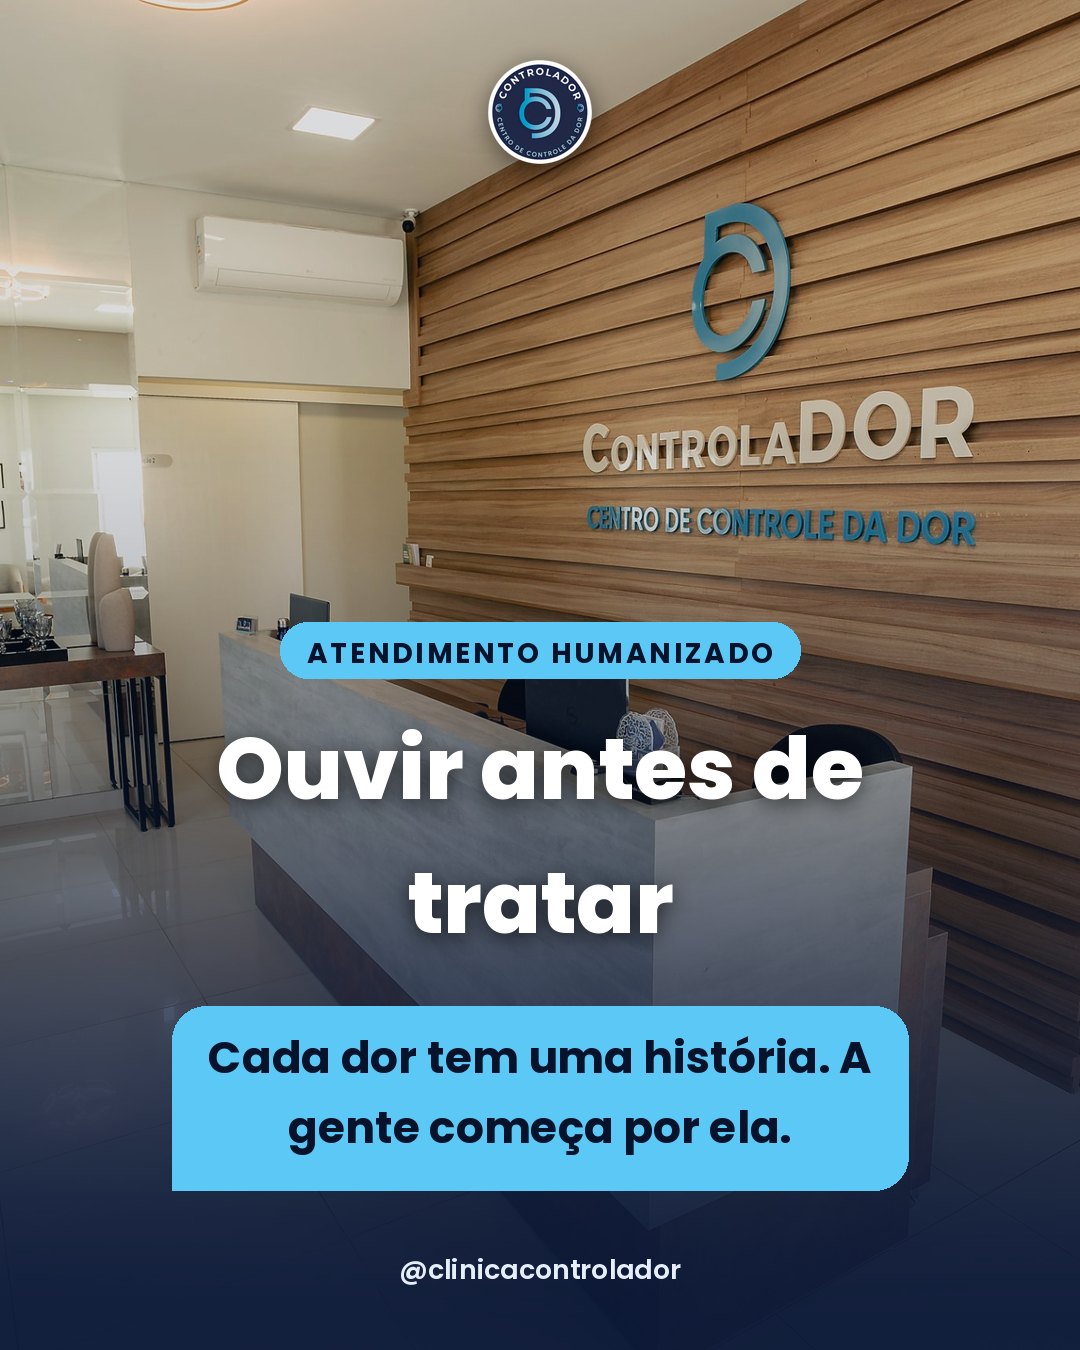 CONTROLADOR
CENTRO DE CONTROLE DA DOR
CONTROLADOR
CENTRO DE CONTROLE DA DOR
ATENDIMENTO HUMANIZADO
Ouvir antes de
tratar
Cada dor tem uma história. A
gente começa por ela.
@clinicacontrolador